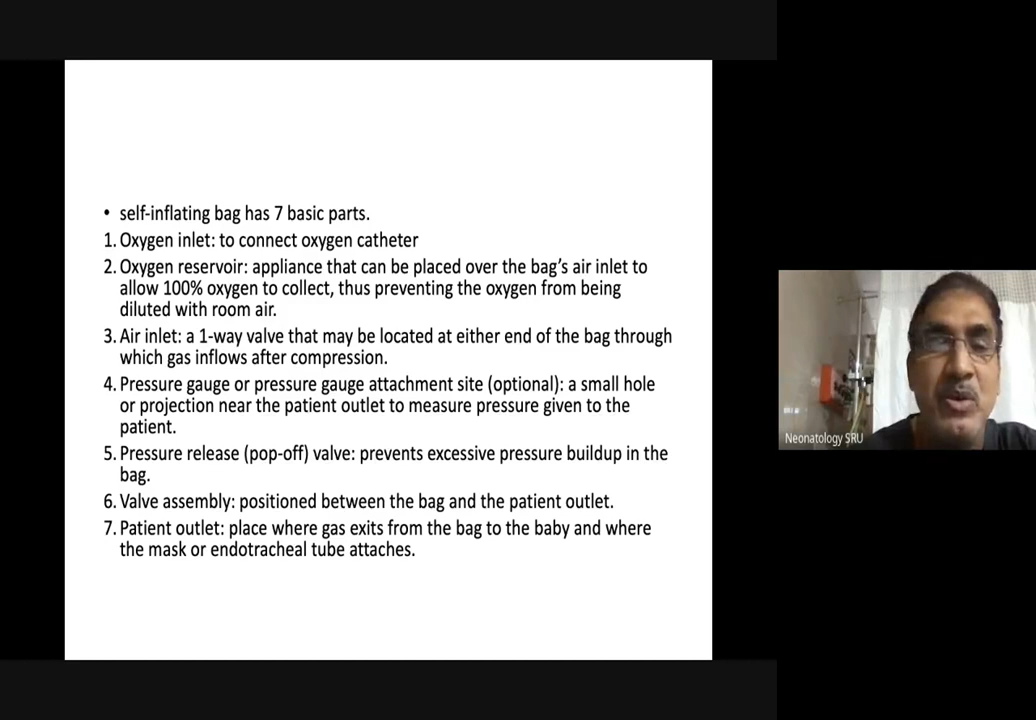 • self-inflating bag has 7 basic parts.
1. Oxygen inlet: to connect oxygen catheter
2. Oxygen reservoir: appliance that can be placed over the bag's air inlet to
allow 100% oxygen to collect, thus preventing the oxygen from being
diluted with room air.
3. Air inlet: a 1-way valve that may be located at either end of the bag through
which gas inflows after compression.
4. Pressure gauge or pressure gauge attachment site (optional): a small hole
or projection near the patient outlet to measure pressure given to the
patient.
5. Pressure release (pop-off) valve: prevents excessive pressure buildup in the
bag.
6. Valve assembly: positioned between the bag and the patient outlet.
7. Patient outlet: place where gas exits from the bag to the baby and where
the mask or endotracheal tube attaches.
Neonatology SRU